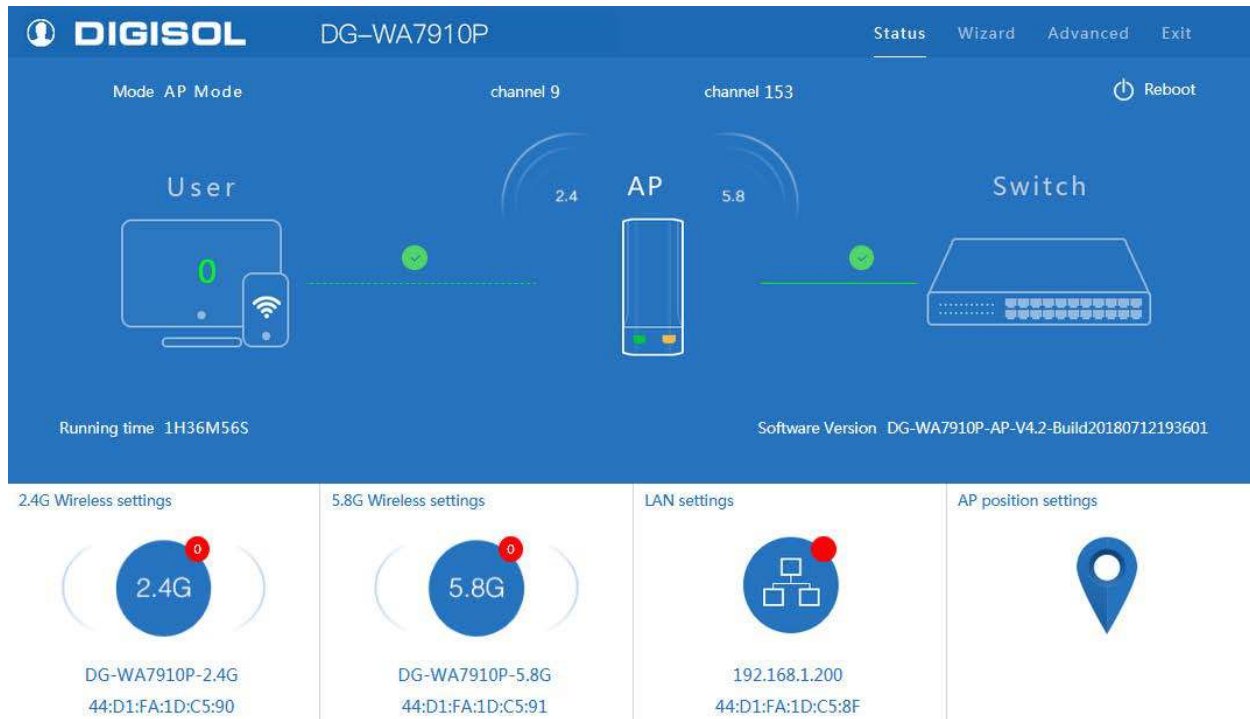 DIGISOL DG-WA7910P Status Wizard Advanced Exit
Mode AP Mode channel 9 channel 153 Reboot
User 2.4 AP 5.8 Switch
0
Running time 1H36M56S Software Version DG-WA7910P-AP-V4.2-Build20180712193601
2.4G Wireless settings 5.8G Wireless settings LAN settings AP position settings
0 0
2.4G 5.8G
DG-WA7910P-2.4G DG-WA7910P-5.8G 192.168.1.200
44:D1:FA:1D:C5:90 44:D1:FA:1D:C5:91 44:D1:FA:1D:C5:8F